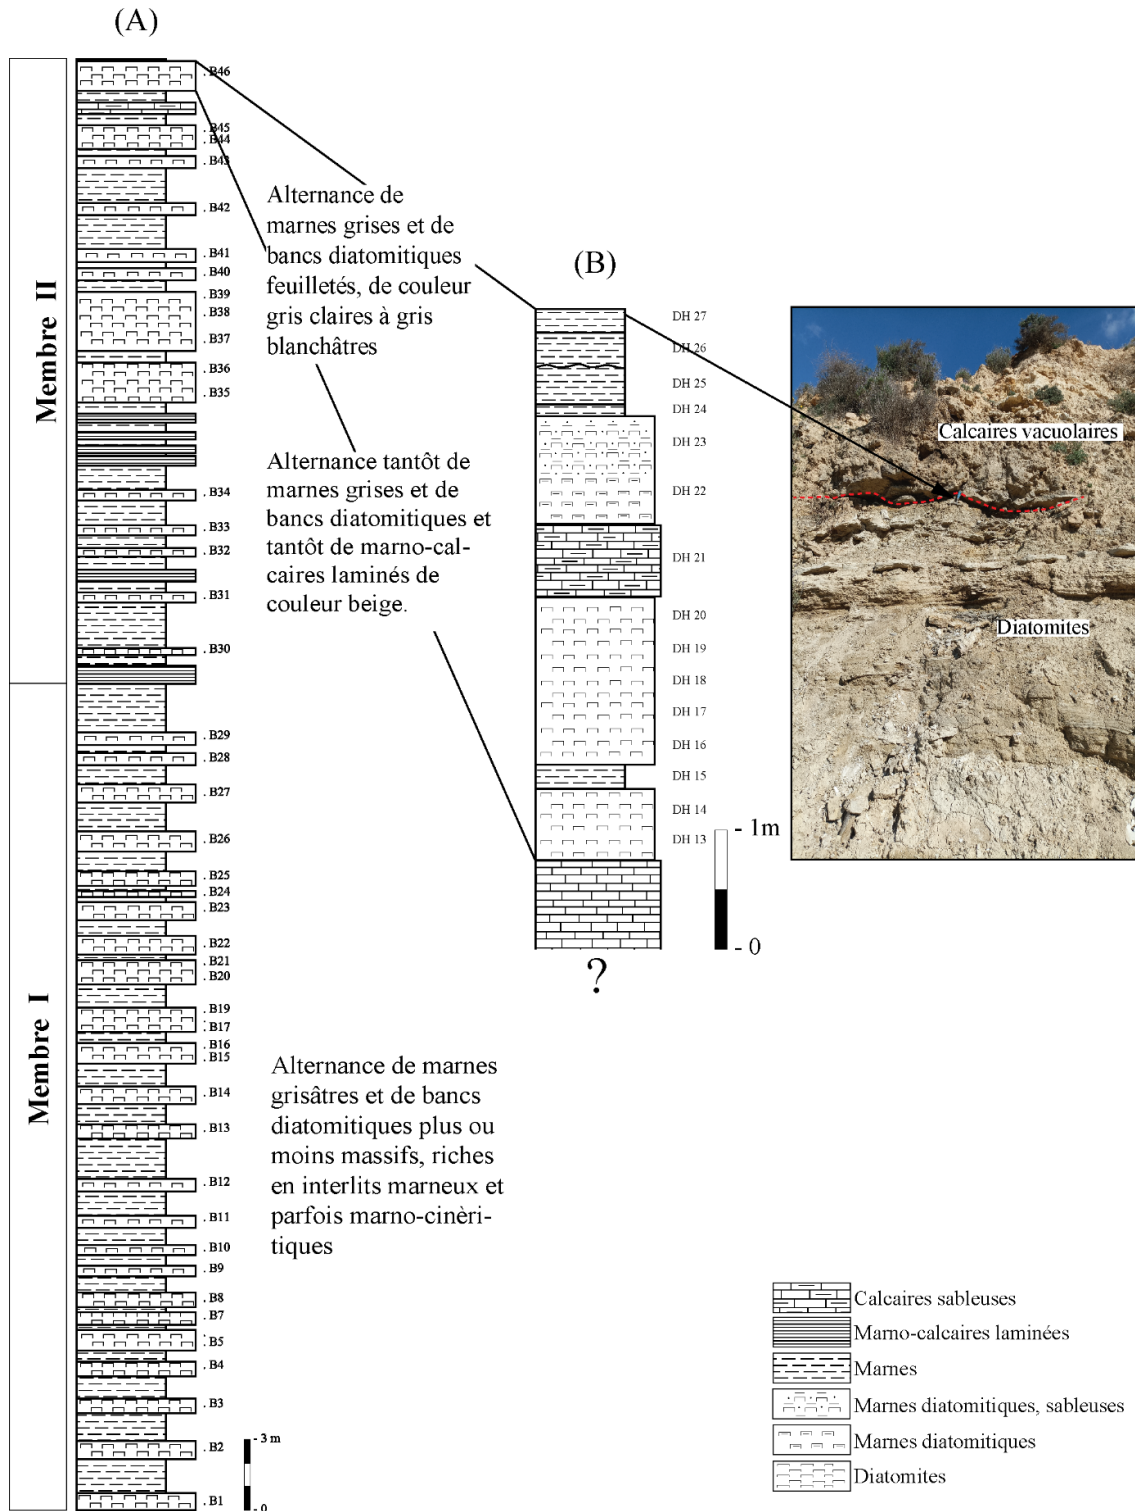 (A)
Membre II
Membre I
. B46
. B45
. B44
. B43
. B42
. B41
. B40
. B39
. B38
. B37
. B36
. B35
. B34
. B33
. B32
. B31
. B30
. B29
. B28
. B27
. B26
. B25
. B24
. B23
. B22
. B21
. B20
. B19
. B17
. B16
. B15
. B14
. B13
. B12
. B11
. B10
. B9
. B8
. B7
. B5
. B4
. B3
. B2
. B1
- 3 m
- 0
Alternance de
marnes grises et de
bancs diatomitiques
feuilletés, de couleur
gris claires à gris
blanchâtres
Alternance tantôt de
marnes grises et de
bancs diatomitiques et
tantôt de marno-cal-
caires laminés de
couleur beige.
Alternance de marnes
grisâtres et de bancs
diatomitiques plus ou
moins massifs, riches
en interlits marneux et
parfois marno-cinèri-
tiques
(B)
DH 27
DH 26
DH 25
DH 24
DH 23
DH 22
DH 21
DH 20
DH 19
DH 18
DH 17
DH 16
DH 15
DH 14
DH 13
- 1m
- 0
?
Calcaires vacuolaires
Diatomites
Calcaires sableuses
Marno-calcaires laminées
Marnes
Marnes diatomitiques, sableuses
Marnes diatomitiques
Diatomites